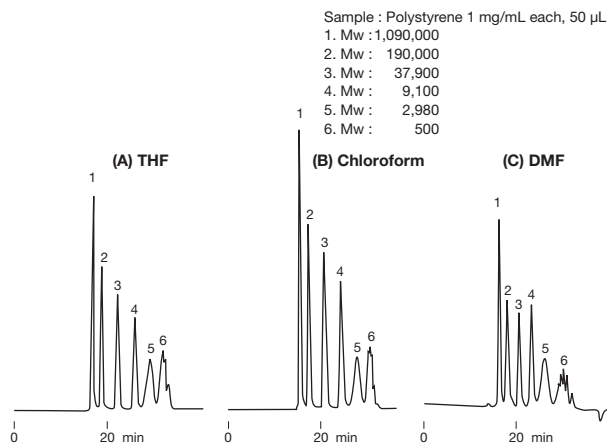 Sample : Polystyrene 1 mg/mL each, 50 µL
1. Mw : 1,090,000
2. Mw : 190,000
3. Mw : 37,900
4. Mw : 9,100
5. Mw : 2,980
6. Mw : 500
(A) THF
1
2
3
4
5
6
0
20 min
(B) Chloroform
1
2
3
4
5
6
0
20 min
(C) DMF
1
2
3
4
5
6
0
20 min